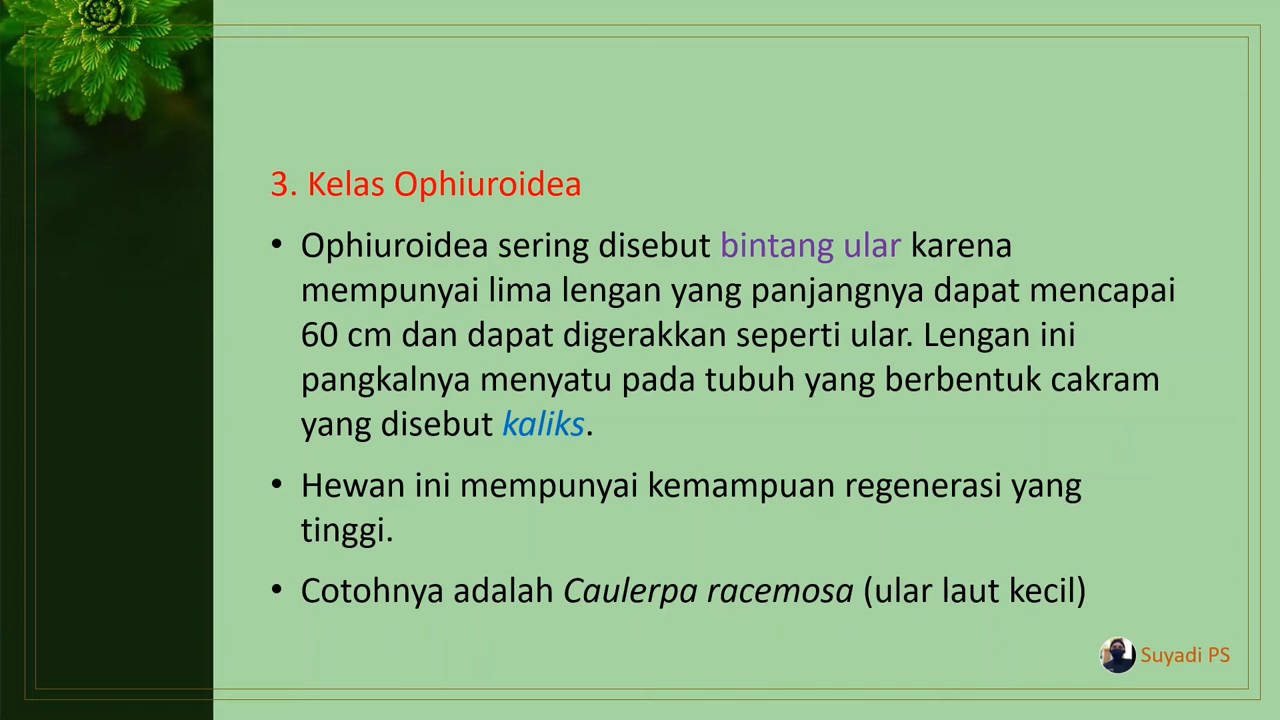 3. Kelas Ophiuroidea
• Ophiuroidea sering disebut bintang ular karena
mempunyai lima lengan yang panjangnya dapat mencapai
60 cm dan dapat digerakkan seperti ular. Lengan ini
pangkalnya menyatu pada tubuh yang berbentuk cakram
yang disebut kaliks.
• Hewan ini mempunyai kemampuan regenerasi yang
tinggi.
• Cotohnya adalah Caulerpa racemosa (ular laut kecil)
Suyadi PS